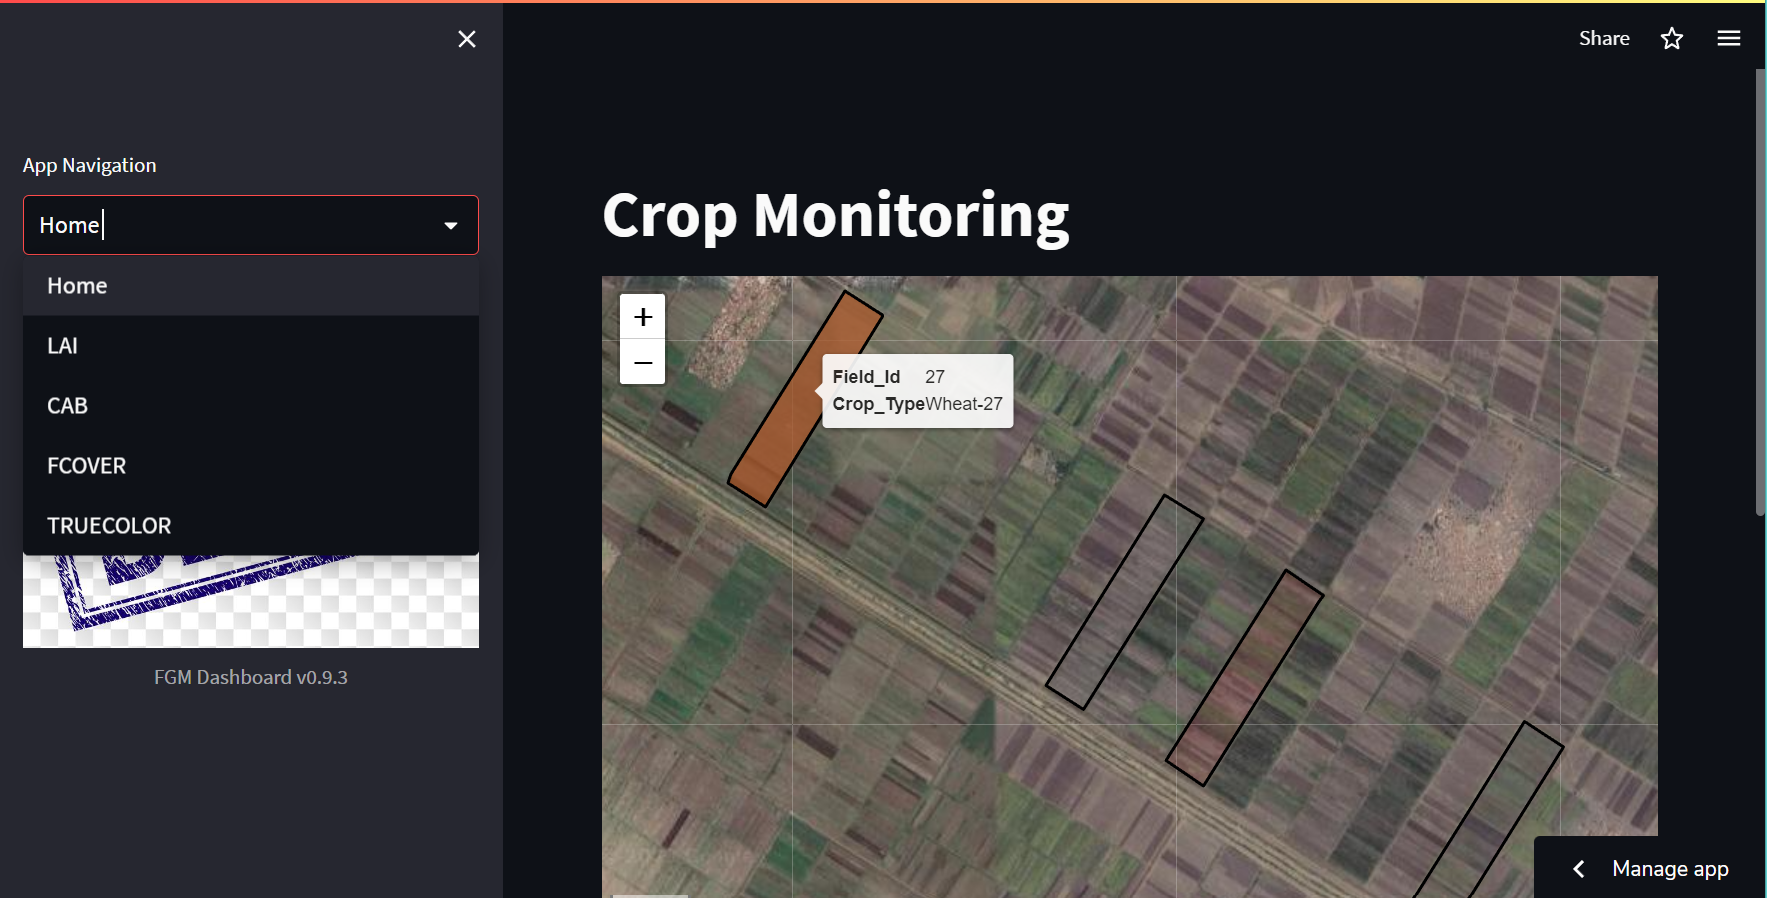 Share
App Navigation
Home
Home
LAI
CAB
FCOVER
TRUECOLOR
FGM Dashboard v0.9.3
Crop Monitoring
+
−
Field_Id 27
Crop_Type Wheat-27
Manage app